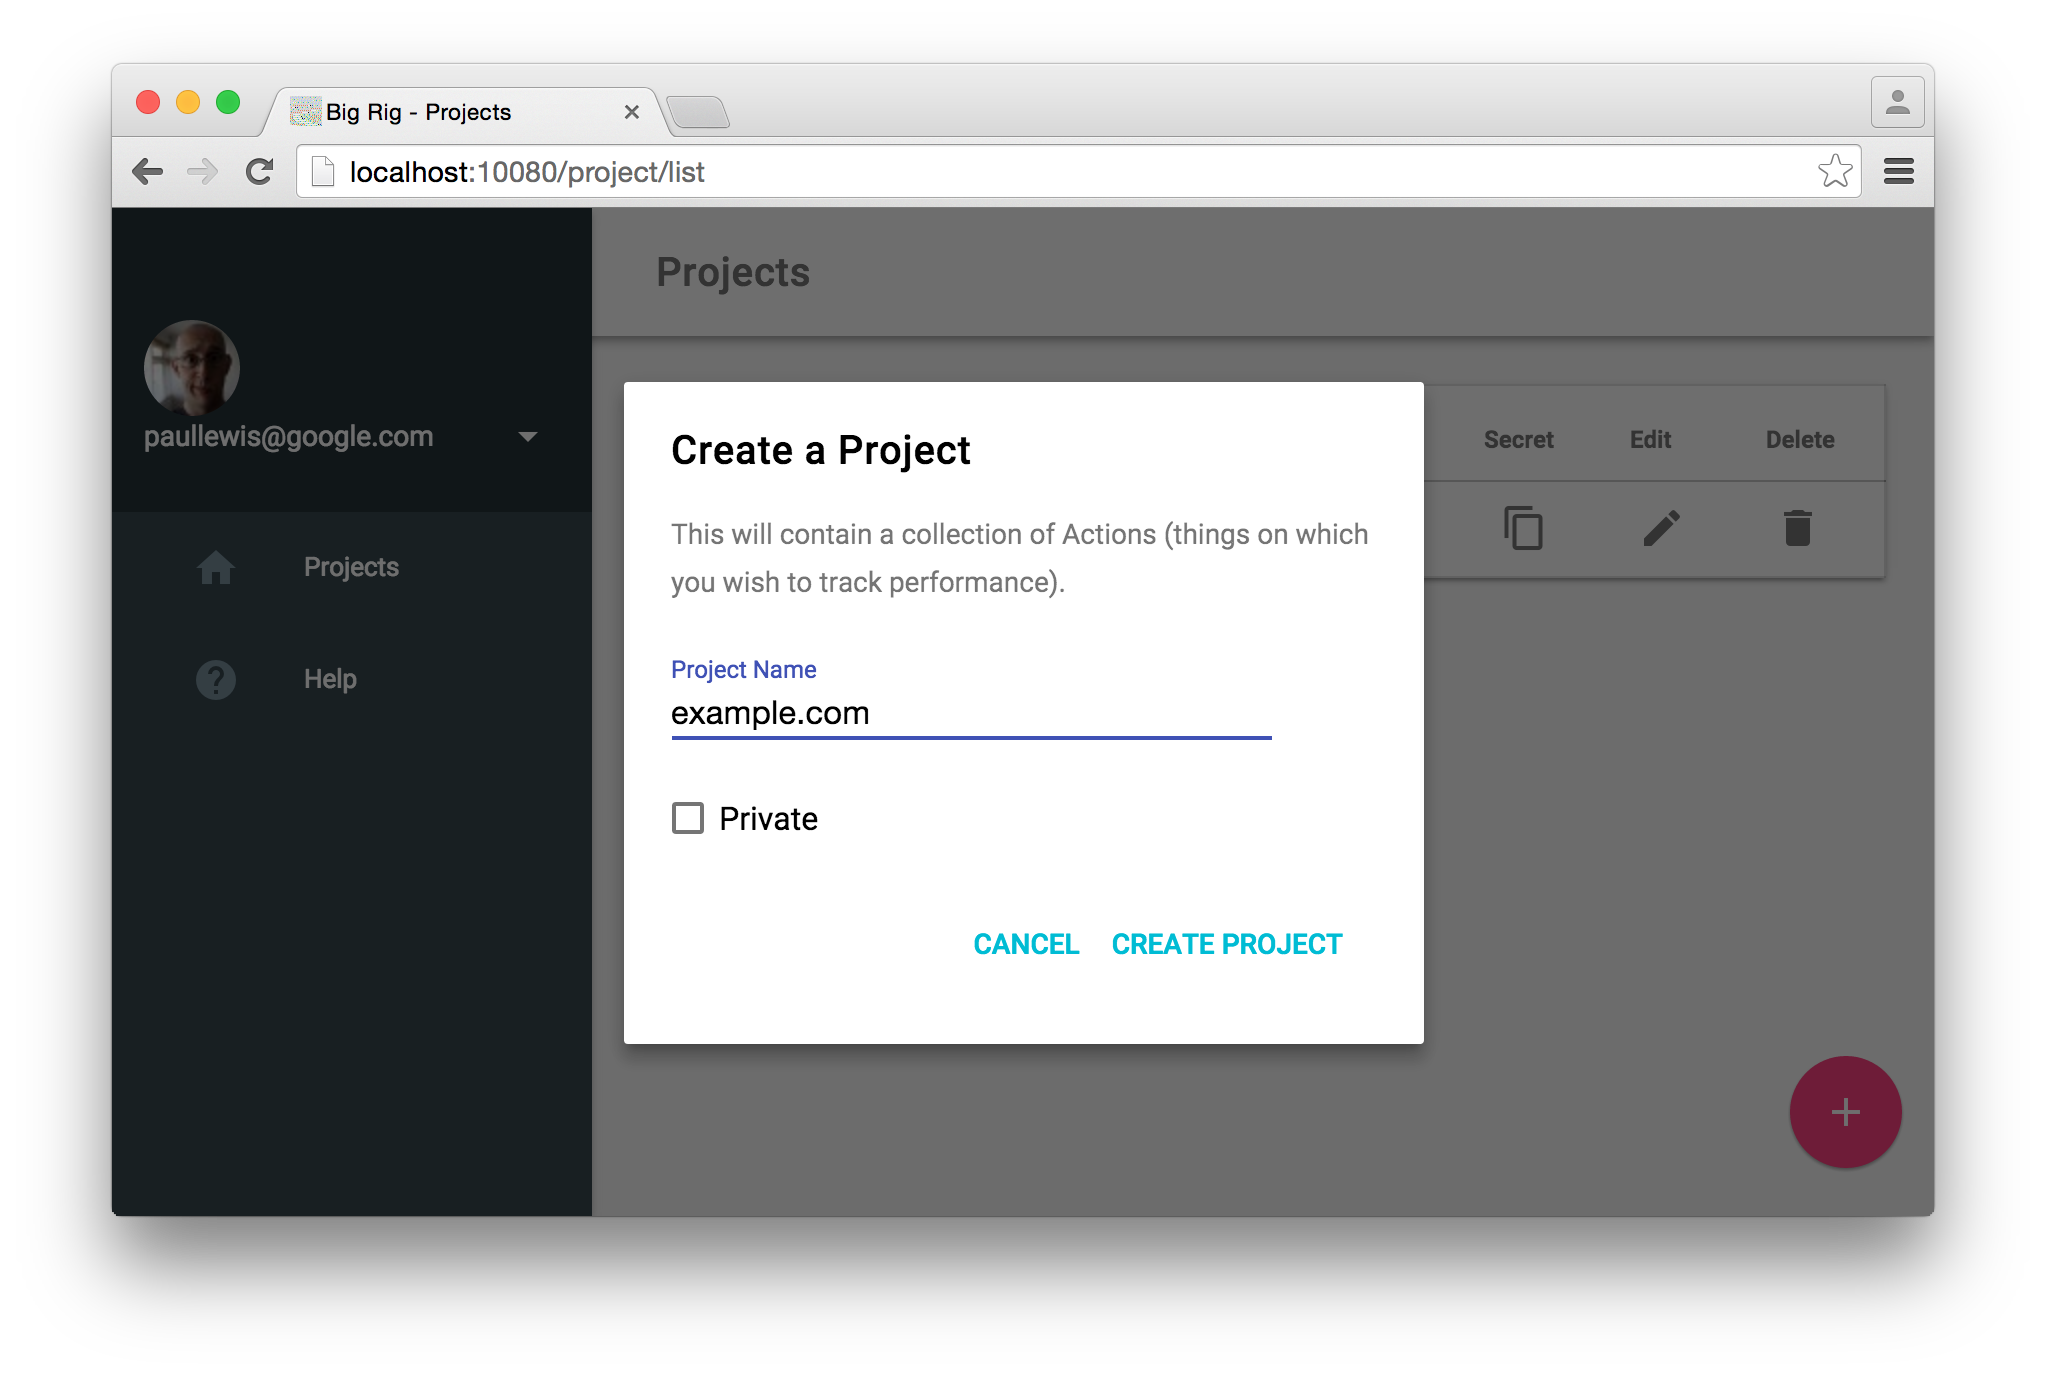 Big Rig - Projects
localhost:10080/project/list
Projects
paullewis@google.com
Projects
Help
Secret Edit Delete
Create a Project
This will contain a collection of Actions (things on which
you wish to track performance).
Project Name
example.com
Private
CANCEL CREATE PROJECT